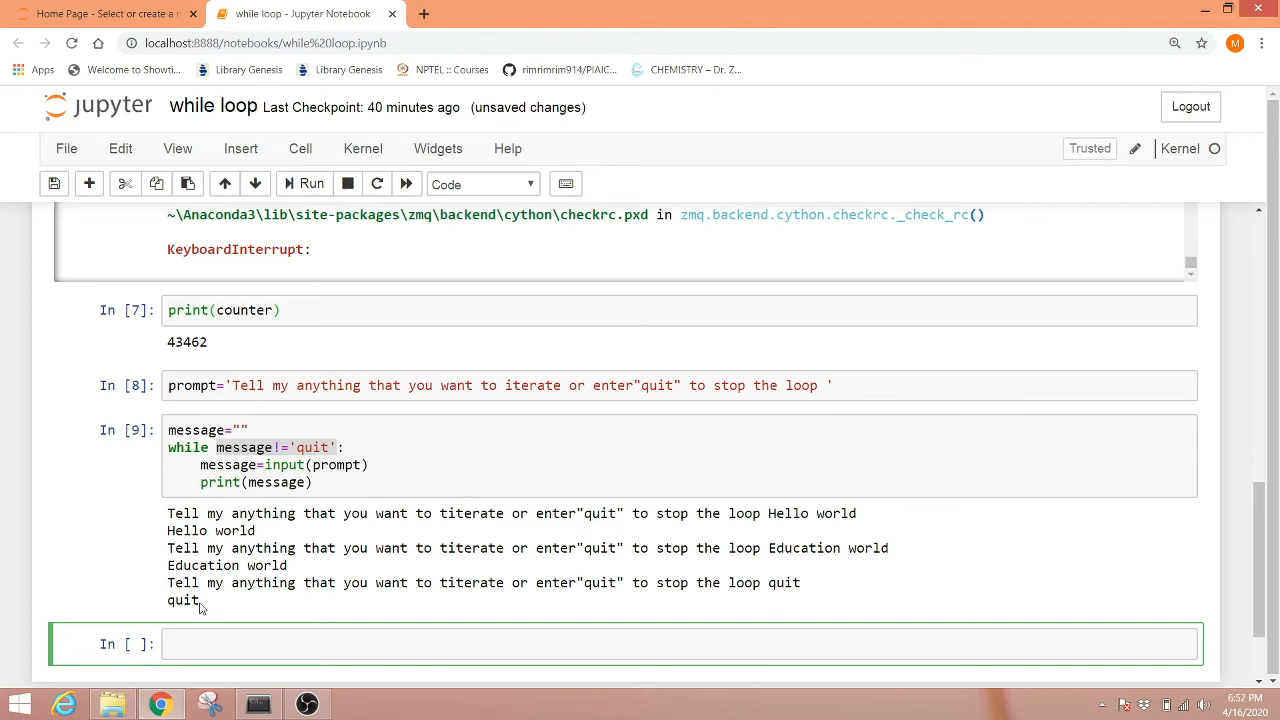 Home Page - Select or create a n
while loop - Jupyter Notebook
localhost:8888/notebooks/while%20loop.ipynb
M
Apps
Welcome to Showti...
Library Genesis
Library Genesis
NPTEL :: Courses
rimrimrim914/PIAIC...
CHEMISTRY – Dr. Z...
jupyter while loop Last Checkpoint: 40 minutes ago (unsaved changes)
Logout
File Edit View Insert Cell Kernel Widgets Help
Trusted
Kernel
Run
Code
~\Anaconda3\lib\site-packages\zmq\backend\cython\checkrc.pxd in zmq.backend.cython.checkrc._check_rc()
KeyboardInterrupt:
In [7]: print(counter)
43462
In [8]: prompt='Tell my anything that you want to iterate or enter"quit" to stop the loop '
In [9]: message=""
while message!='quit':
message=input(prompt)
print(message)
Tell my anything that you want to titerate or enter"quit" to stop the loop Hello world
Hello world
Tell my anything that you want to titerate or enter"quit" to stop the loop Education world
Education world
Tell my anything that you want to titerate or enter"quit" to stop the loop quit
quit
In [ ]:
6:52 PM
4/16/2020